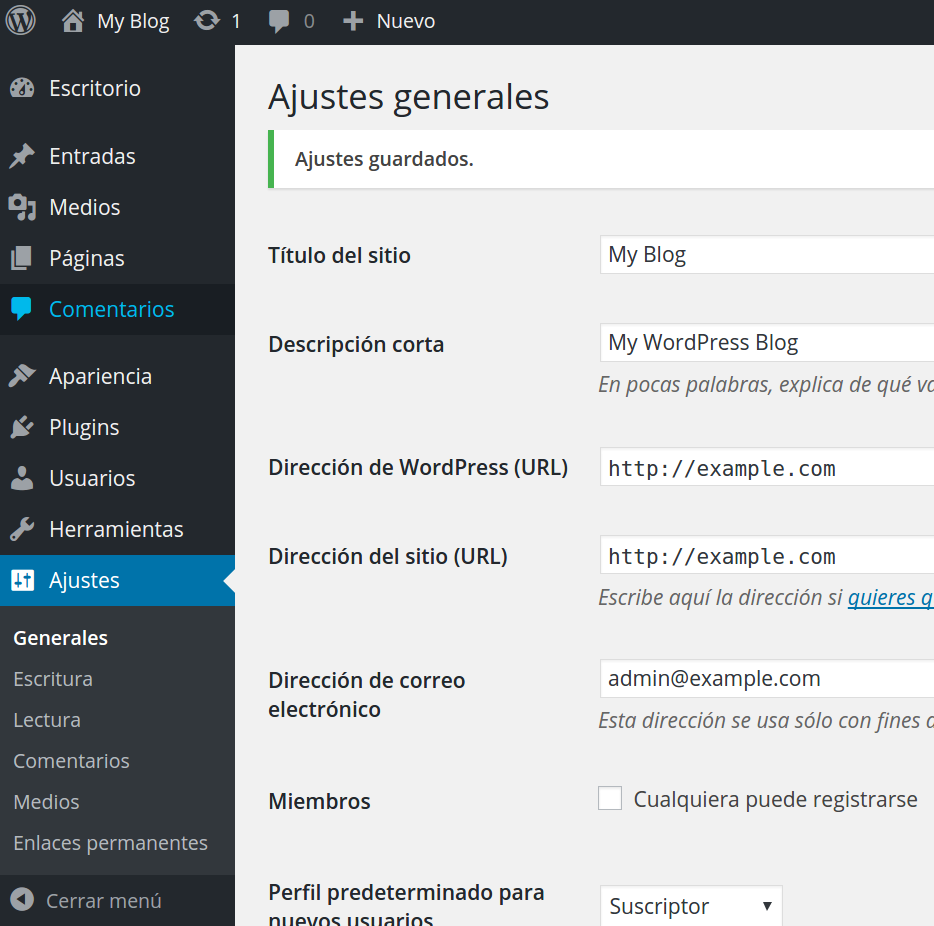 My Blog 1 0 Nuevo
Escritorio
Entradas
Medios
Páginas
Comentarios
Apariencia
Plugins
Usuarios
Herramientas
Ajustes
Generales
Escritura
Lectura
Comentarios
Medios
Enlaces permanentes
Cerrar menú
Ajustes generales
Ajustes guardados.
Título del sitio
My Blog
Descripción corta
My WordPress Blog
En pocas palabras, explica de qué va
Dirección de WordPress (URL)
http://example.com
Dirección del sitio (URL)
http://example.com
Escribe aquí la dirección si quieres q
Dirección de correo
electrónico
admin@example.com
Esta dirección se usa sólo con fines
Miembros
Cualquiera puede registrarse
Perfil predeterminado para
nuevos usuarios
Suscriptor